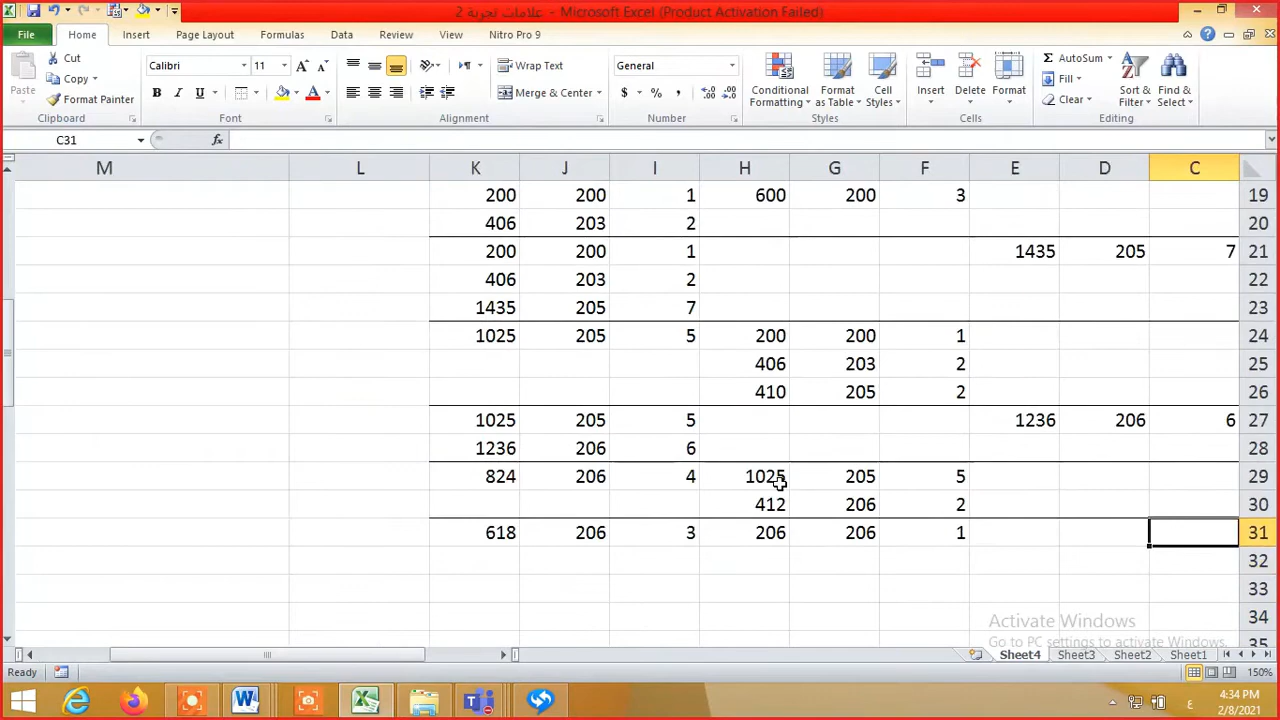 علامات تجربة 2 - Microsoft Excel (Product Activation Failed)
File Home Insert Page Layout Formulas Data Review View Nitro Pro 9
Paste Cut Copy Format Painter Clipboard
Calibri 11 A A B I U A Font
Wrap Text Merge & Center Alignment
General $ % , .00 .0 Number
Conditional Formatting Format as Table Cell Styles Styles
Insert Delete Format Cells
Σ AutoSum Fill Clear Sort & Filter Find & Select Editing
C31 fx
M L K J I H G F E D C
200 200 1 600 200 3 19
406 203 2 20
200 200 1 1435 205 7 21
406 203 2 22
1435 205 7 23
1025 205 5 200 200 1 24
406 203 2 25
410 205 2 26
1025 205 5 1236 206 6 27
1236 206 6 28
824 206 4 1025 205 5 29
412 206 2 30
618 206 3 206 206 1 31
32
33
34
35
Activate Windows
Go to PC settings to activate Windows.
Sheet4 Sheet3 Sheet2 Sheet1
Ready 150%
4:34 PM
ع
2/8/2021